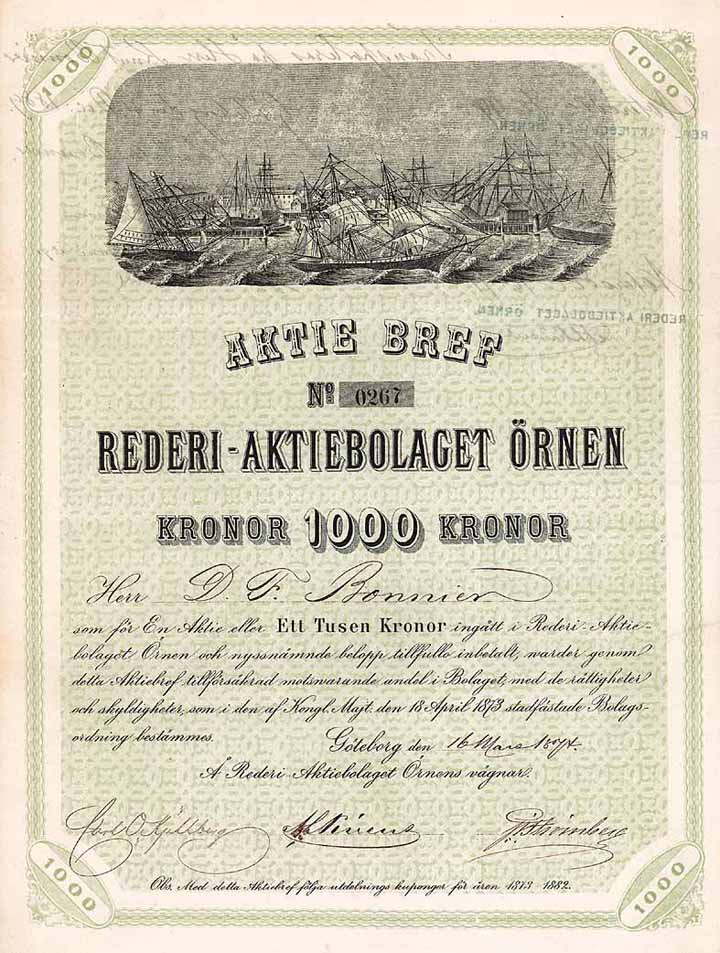 1000 1000
AKTIE BREF
No 0267
REDERI-AKTIEBOLAGET ÖRNEN
KRONOR 1000 KRONOR
Herr D. F. Bonnier
som för En Aktie eller Ett Tusen Kronor ingått i Rederi-Aktie-
bolaget Örnen och nyssnämnde belopp tillfullo inbetalt, warder genom
detta Aktiebref tillförsäkrad motswarande andel i Bolaget, med de rättigheter
och skyldigheter, som i den af Kongl. Majt. den 18 April 1873 stadfästade Bolags-
ordning bestämmes.
Göteborg den 16 Mars 1874.
Å Rederi-Aktiebolaget Örnens vägnar.
Carl O. Kjellberg
Obs. Med detta Aktiebref följa utdelnings kuponger för åren 1873-1882.
1000 1000
REDERI AKTIEBOLAGET ÖRNEN